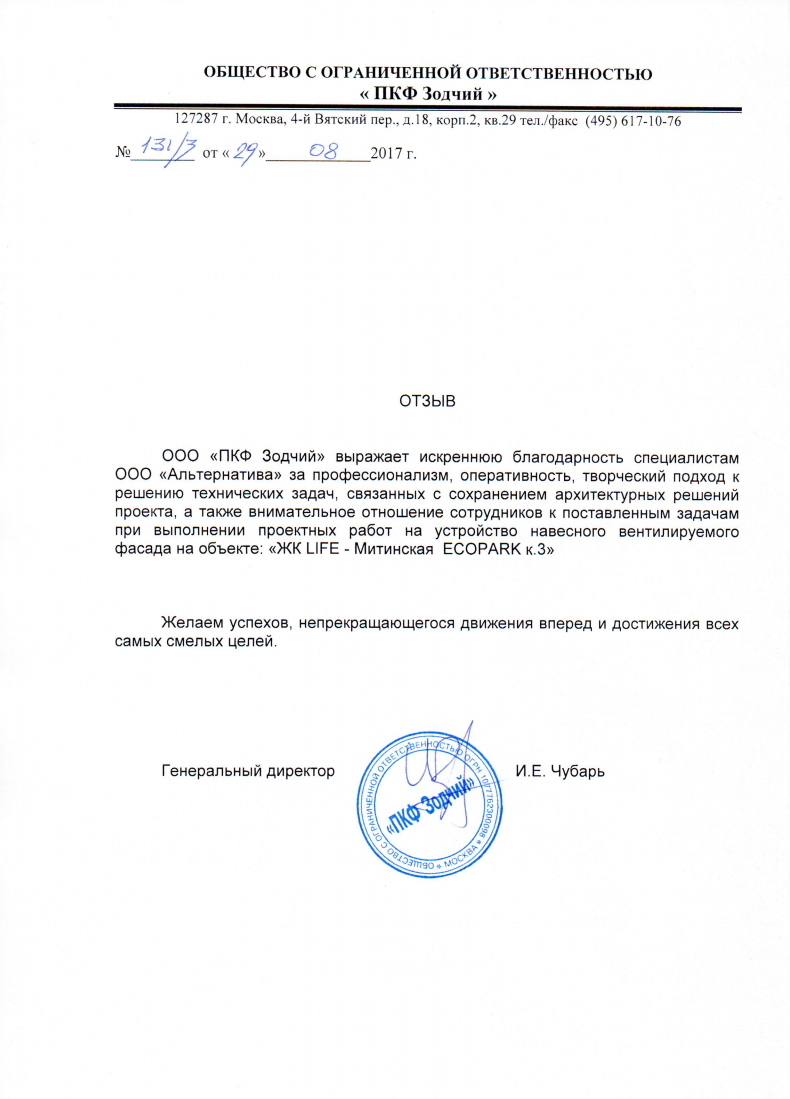 ОБЩЕСТВО С ОГРАНИЧЕННОЙ ОТВЕТСТВЕННОСТЬЮ
« ПКФ Зодчий »
127287 г. Москва, 4-й Вятский пер., д.18, корп.2, кв.29 тел./факс (495) 617-10-76
№ 131/3 от « 29 » 08 2017 г.
ОТЗЫВ
ООО «ПКФ Зодчий» выражает искреннюю благодарность специалистам
ООО «Альтернатива» за профессионализм, оперативность, творческий подход к
решению технических задач, связанных с сохранением архитектурных решений
проекта, а также внимательное отношение сотрудников к поставленным задачам
при выполнении проектных работ на устройство навесного вентилируемого
фасада на объекте: «ЖК LIFE - Митинская ECOPARK к.3»
Желаем успехов, непрекращающегося движения вперед и достижения всех
самых смелых целей.
Генеральный директор И.Е. Чубарь
ОБЩЕСТВО С ОГРАНИЧЕННОЙ ОТВЕТСТВЕННОСТЬЮ ОГРН
МОСКВА
«ПКФ Зодчий»